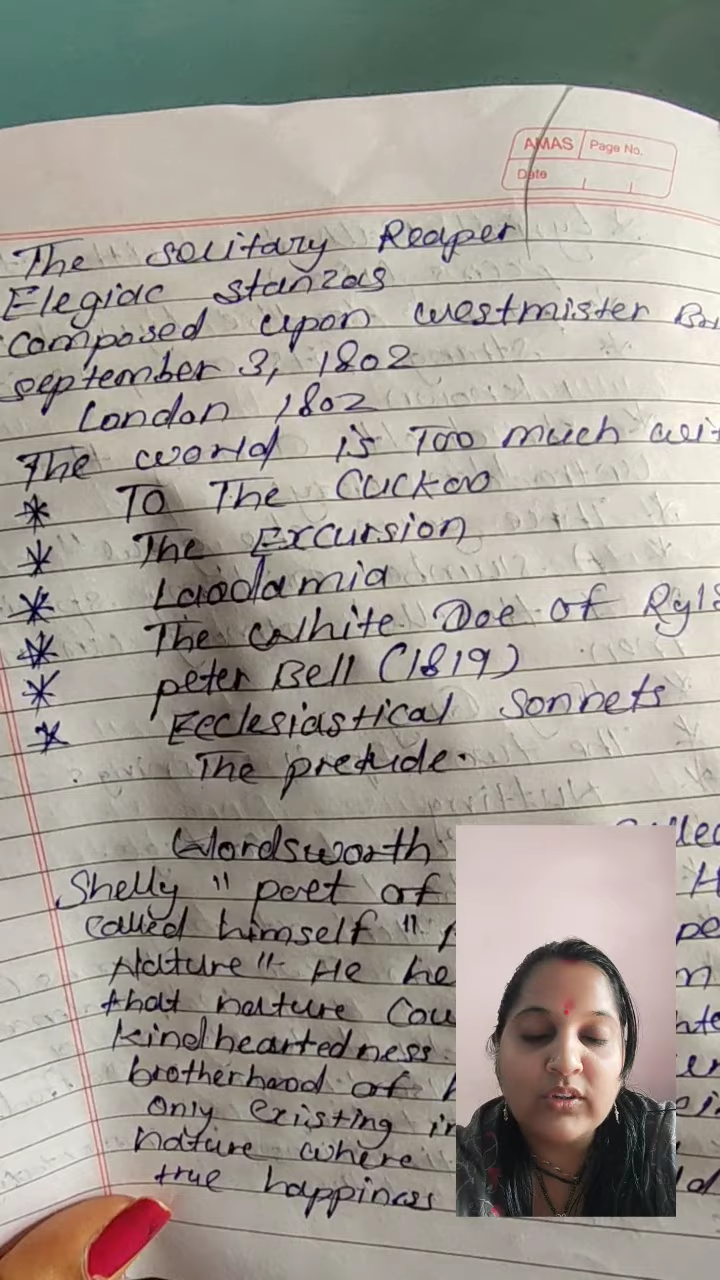 AMAS Page No.
Date
The solitary Reaper
Elegiac stanzas
composed upon westmister
september 3, 1802
London 1802
The world is Too much
* To The Cuckoo
* The Excursion
* Laodamia
* The White Doe of
* peter Bell (1819)
* Ecclesiastical sonnets
The prelude.
Wordsworth
Shelly " poet of
called himself "
Nature" He
that nature
kindheartedness
brotherhood of
only existing
nature where
true happiness